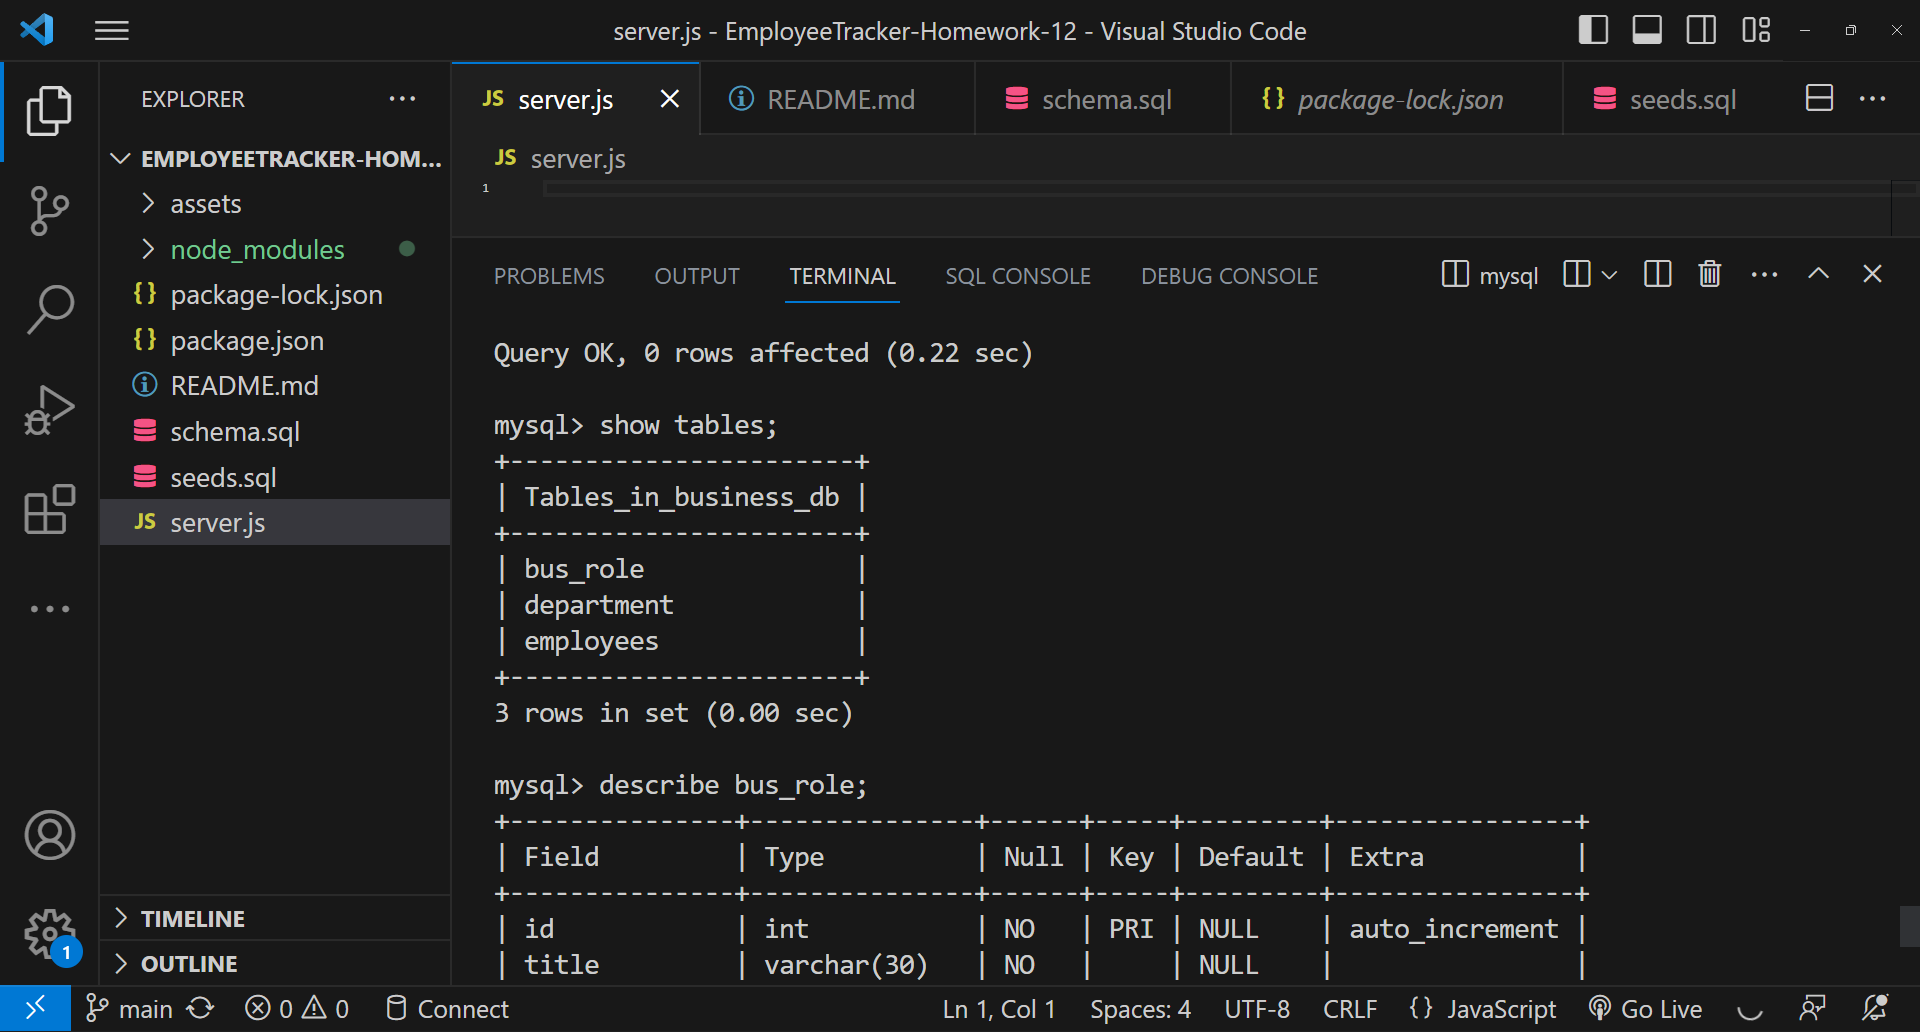 server.js - EmployeeTracker-Homework-12 - Visual Studio Code
EXPLORER
EMPLOYEETRACKER-HOM...
assets
node_modules
{} package-lock.json
{} package.json
README.md
schema.sql
seeds.sql
JS server.js
TIMELINE
OUTLINE
JS server.js
README.md
schema.sql
{} package-lock.json
seeds.sql
JS server.js
1
PROBLEMS OUTPUT TERMINAL SQL CONSOLE DEBUG CONSOLE
mysql
Query OK, 0 rows affected (0.22 sec)
mysql> show tables;
+-----------------------+
| Tables_in_business_db |
+-----------------------+
| bus_role              |
| department            |
| employees             |
+-----------------------+
3 rows in set (0.00 sec)
mysql> describe bus_role;
+---------------+---------------+------+-----+---------+----------------+
| Field         | Type          | Null | Key | Default | Extra          |
+---------------+---------------+------+-----+---------+----------------+
| id            | int           | NO   | PRI | NULL    | auto_increment |
| title         | varchar(30)   | NO   |     | NULL    |                |
1
main 0 0 Connect Ln 1, Col 1 Spaces: 4 UTF-8 CRLF {} JavaScript Go Live